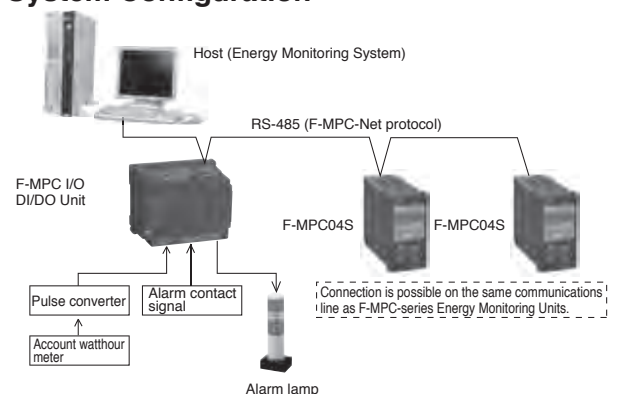 System Configuration
Host (Energy Monitoring System)
RS-485 (F-MPC-Net protocol)
F-MPC I/O
DI/DO Unit
F-MPC04S
F-MPC04S
Pulse converter
Alarm contact
signal
Account watthour
meter
Connection is possible on the same communications
line as F-MPC-series Energy Monitoring Units.
Alarm lamp